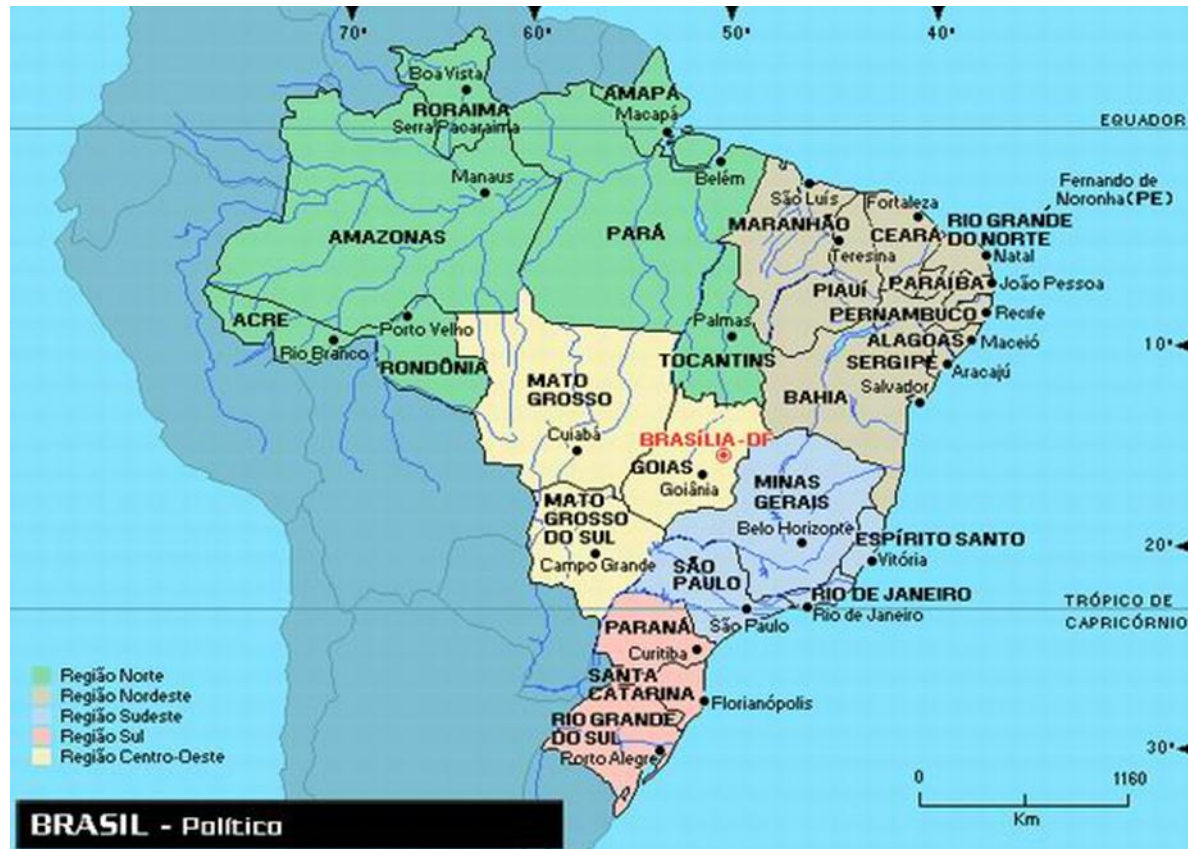 70°
60°
50°
40°
Boa Vista
RORAIMA
Serra Pacaraima
AMAPÁ
Macapá
EQUADOR
Manaus
Belém
São Luís
Fortaleza
Fernando de
Noronha(PE)
AMAZONAS
PARÁ
MARANHÃO
Teresina
CEARÁ
RIO GRANDE
DO NORTE
Natal
PIAUÍ
PARAÍBA
João Pessoa
PERNAMBUCO
Recife
ACRE
Rio Branco
Porto Velho
RONDÔNIA
Palmas
TOCANTINS
ALAGOAS
Maceió
SERGIPE
Aracajú
10°
MATO
GROSSO
Cuiabá
BAHIA
Salvador
BRASÍLIA-DF
GOIAS
Goiânia
MINAS
GERAIS
Belo Horizonte
MATO
GROSSO
DO SUL
Campo Grande
ESPÍRITO SANTO
Vitória
20°
SÃO
PAULO
São Paulo
RIO DE JANEIRO
Rio de Janeiro
TRÓPICO DE
CAPRICÓRNIO
PARANÁ
Curitiba
SANTA
CATARINA
Florianópolis
RIO GRANDE
DO SUL
Porto Alegre
30°
Região Norte
Região Nordeste
Região Sudeste
Região Sul
Região Centro-Oeste
0 1160
Km
BRASIL - Político